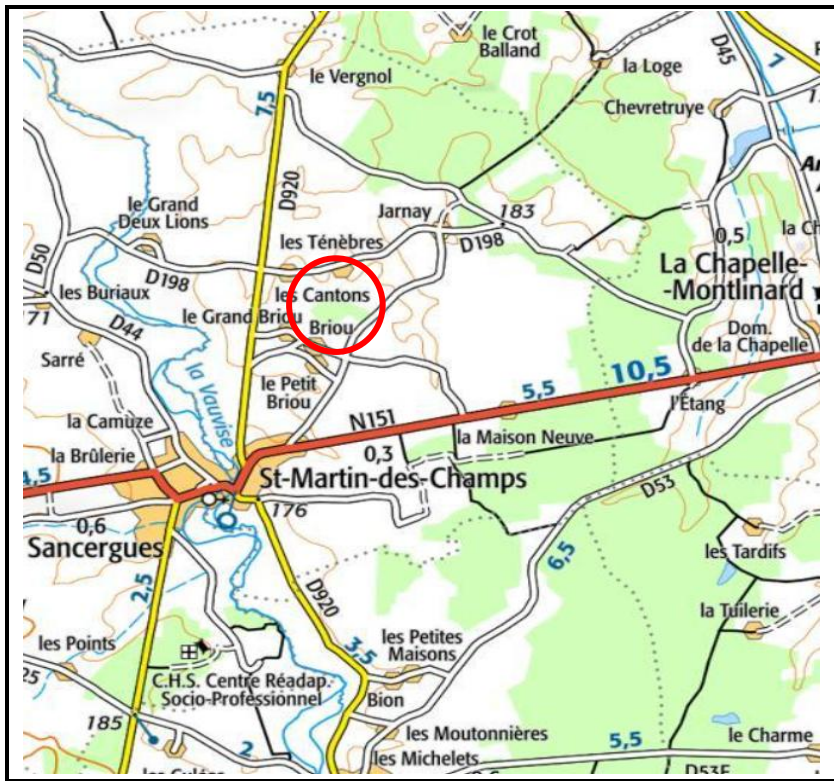 le Crot
Balland
le Vergnol
la Loge
D45
7
Chevretruye
7,5
D920
le Grand
Deux Lions
Jarnay
183
les Ténèbres
D198
0,5
D50
D198
La Chapelle-
-Montlinard
les Buriaux
les Cantons
171
D44
le Grand Briou
Briou
Dom.
de la Chapelle
Sarré
la Vauvise
le Petit
Briou
10,5
5,5
l'Étang
N151
la Camuze
la Maison Neuve
la Brûlerie
0,3
4,5
St-Martin-des-Champs
D53
176
0,6
Sancergues
les Tardifs
6,5
2,5
D920
la Tuilerie
3,5
les Petites
Maisons
les Points
C.H.S. Centre Réadap.
Socio-Professionnel
Bion
185
les Moutonnières
le Charme
2
5,5
les Michelets